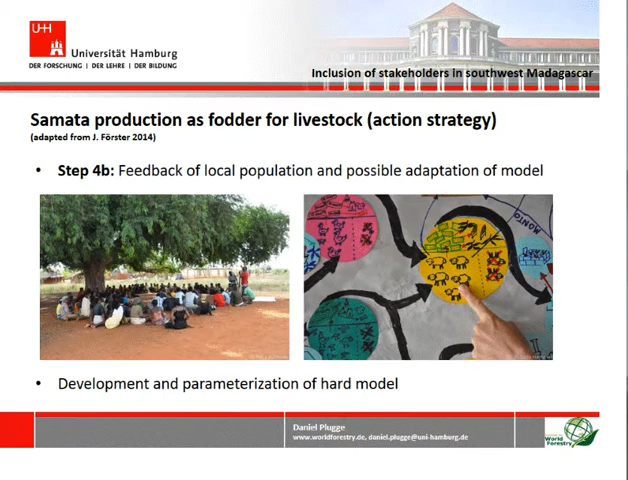 UH
Universität Hamburg
DER FORSCHUNG | DER LEHRE | DER BILDUNG
Inclusion of stakeholders in southwest Madagascar
Samata production as fodder for livestock (action strategy)
(adapted from J. Förster 2014)
• Step 4b: Feedback of local population and possible adaptation of model
MONTO
• Development and parameterization of hard model
Daniel Plugge
www.worldforestry.de, daniel.plugge@uni-hamburg.de
World
Forestry